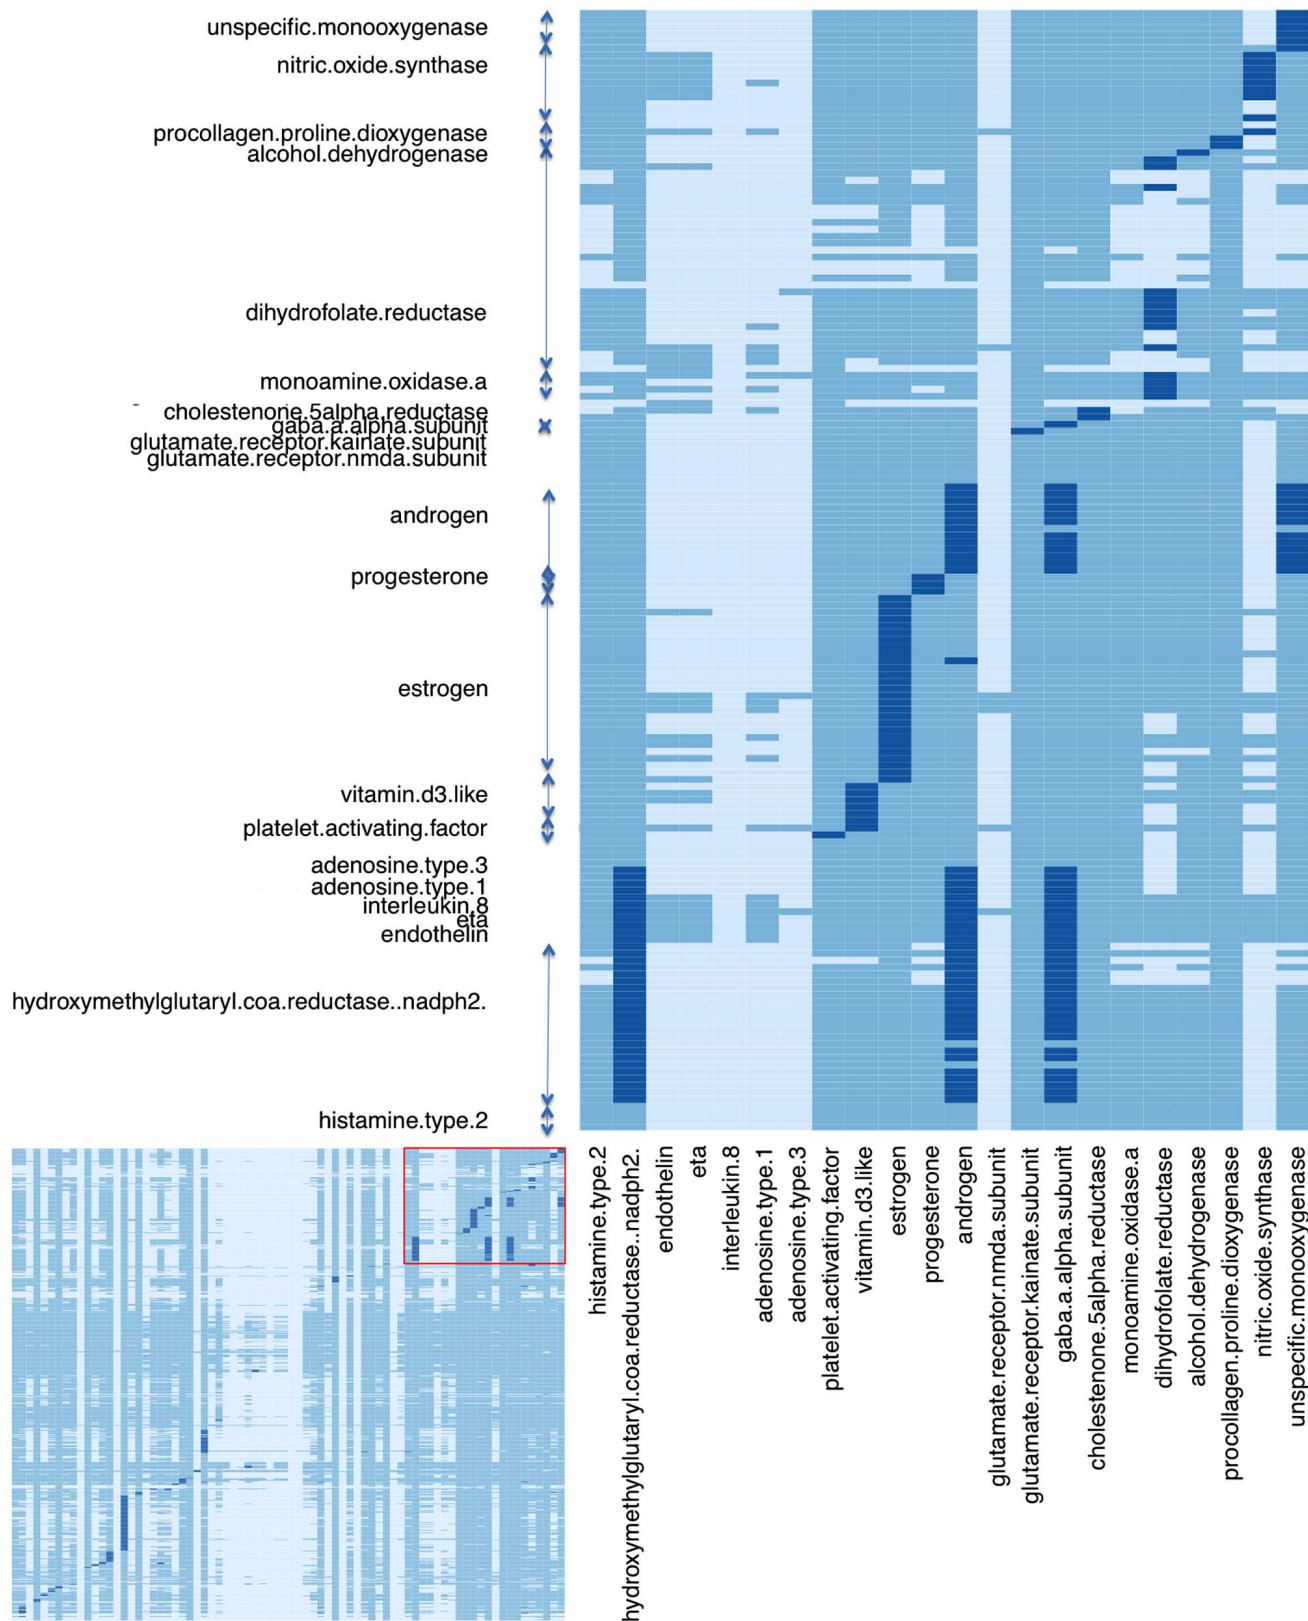 unspecific.monooxygenase
nitric.oxide.synthase
procollagen.proline.dioxygenase
alcohol.dehydrogenase
dihydrofolate.reductase
monoamine.oxidase.a
cholestenone.5alpha.reductase
gaba.a.alpha.subunit
glutamate.receptor.kainate.subunit
glutamate.receptor.nmda.subunit
androgen
progesterone
estrogen
vitamin.d3.like
platelet.activating.factor
adenosine.type.3
adenosine.type.1
interleukin.8
eta
endothelin
hydroxymethylglutaryl.coa.reductase..nadph2.
histamine.type.2
histamine.type.2
hydroxymethylglutaryl.coa.reductase..nadph2.
endothelin
eta
interleukin.8
adenosine.type.1
adenosine.type.3
platelet.activating.factor
vitamin.d3.like
estrogen
progesterone
androgen
glutamate.receptor.nmda.subunit
glutamate.receptor.kainate.subunit
gaba.a.alpha.subunit
cholestenone.5alpha.reductase
monoamine.oxidase.a
dihydrofolate.reductase
alcohol.dehydrogenase
procollagen.proline.dioxygenase
nitric.oxide.synthase
unspecific.monooxygenase